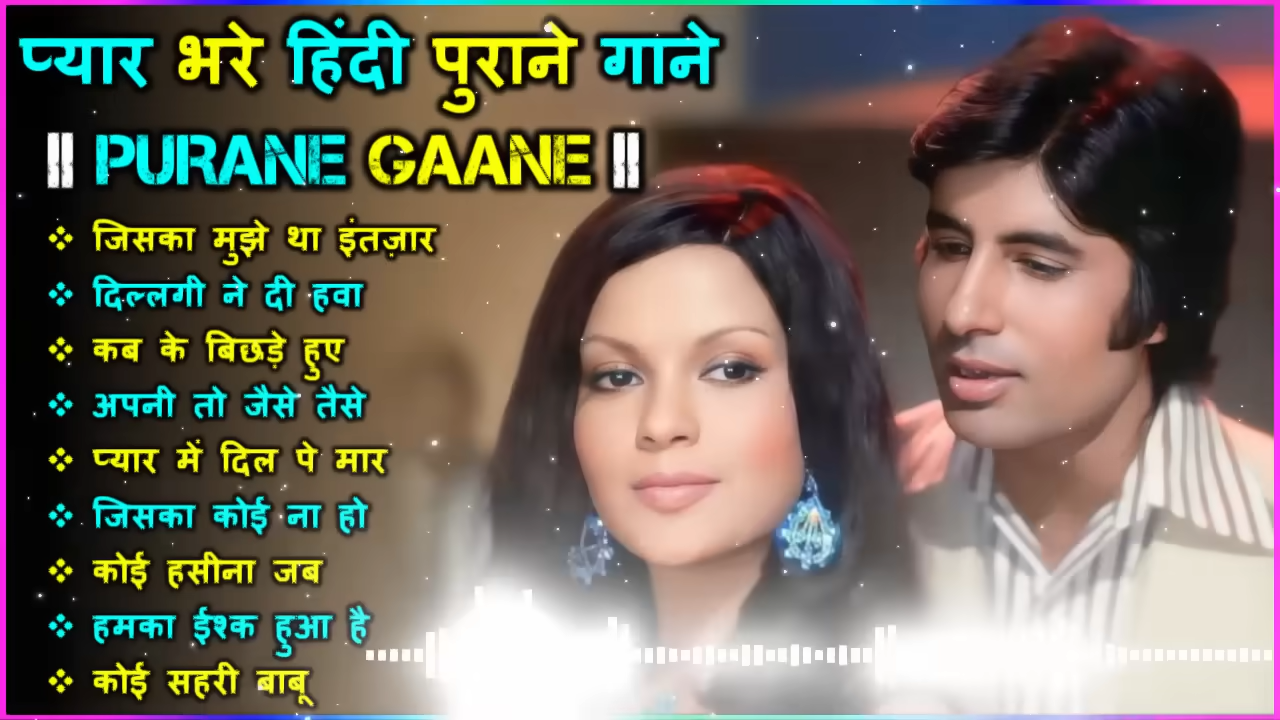 प्यार भरे हिंदी पुराने गाने
|| PURANE GAANE ||
❖ जिसका मुझे था इंतज़ार
❖ दिल्लगी ने दी हवा
❖ कब के बिछड़े हुए
❖ अपनी तो जैसे तैसे
❖ प्यार में दिल पे मार
❖ जिसका कोई ना हो
❖ कोई हसीना जब
❖ हमका ईश्क हुआ है
❖ कोई सहरी बाबू